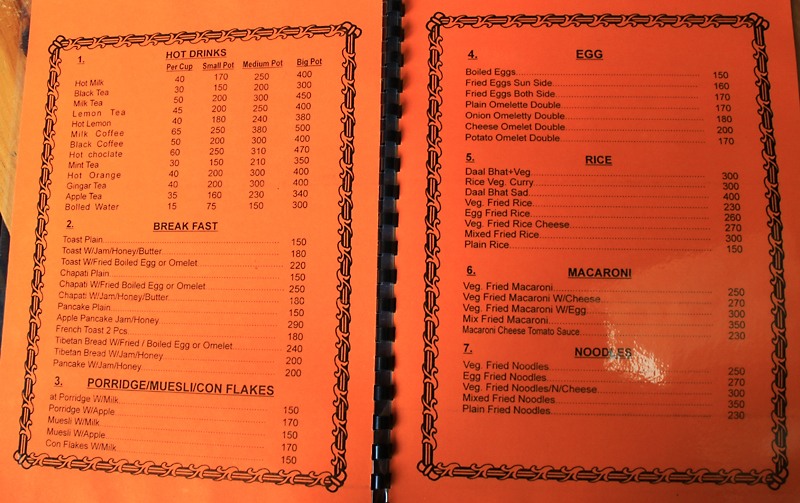 1. HOT DRINKS
Per Cup Small Pot Medium Pot Big Pot
Hot Milk 40 170 250 400
Black Tea 30 150 200 300
Milk Tea 50 200 300 450
Lemon Tea 45 200 250 400
Hot Lemon 40 180 240 380
Milk Coffee 65 250 380 500
Black Coffee 50 200 300 400
Hot choclate 60 250 310 470
Mint Tea 30 150 210 350
Hot Orange 40 200 300 400
Gingar Tea 40 200 300 400
Apple Tea 35 160 230 340
Bolled Water 15 75 150 300
2. BREAK FAST
Toast Plain 150
Toast W/Jam/Honey/Butter 180
Toast W/Fried Boiled Egg or Omelet 220
Chapati Plain 150
Chapati W/Fried Boiled Egg or Omelet 250
Chapati W/Jam/Honey/Butter 180
Pancake Plain 150
Apple Pancake Jam/Honey 290
French Toast 2 Pcs 180
Tibetan Bread W/Fried / Boiled Egg or Omelet 240
Tibetan Bread W/Jam/Honey 200
Pancake W/Jam/Honey 200
3. PORRIDGE/MUESLI/CON FLAKES
at Porridge W/Milk 150
Porridge W/Apple 170
Muesli W/Milk 150
Muesli W/Apple 170
Con Flakes W/Milk 150
4. EGG
Boiled Eggs 150
Fried Eggs Sun Side 160
Fried Eggs Both Side 170
Plain Omelette Double 170
Onion Omeletty Double 180
Cheese Omelet Double 200
Potato Omelet Double 170
5. RICE
Daal Bhat+Veg 300
Rice Veg. Curry 300
Daal Bhat Sad 400
Veg. Fried Rice 230
Egg Fried Rice 260
Veg. Fried Rice Cheese 270
Mixed Fried Rice 300
Plain Rice 150
6. MACARONI
Veg. Fried Macaroni 250
Veg Fried Macaroni W/Cheese 270
Veg. Fried Macaroni W/Egg 300
Mix Fried Macaroni 350
Macaroni Cheese Tomato Sauce 230
7. NOODLES
Veg. Fried Noodles 250
Egg Fried Noodles 270
Veg. Fried Noodles/N/Cheese 300
Mixed Fried Noodles 350
Plain Fried Noodles 230